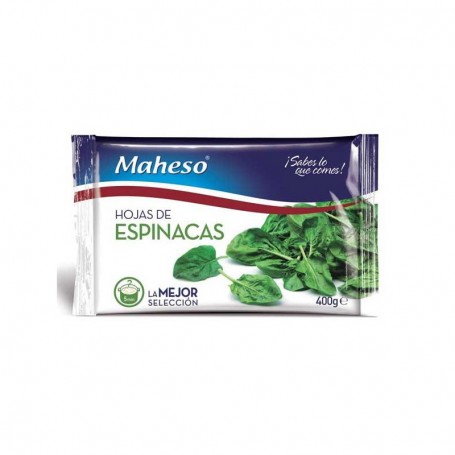 Maheso®
¡Sabes lo
que comes!
HOJAS DE
ESPINACAS
LA MEJOR
SELECCIÓN
400g e